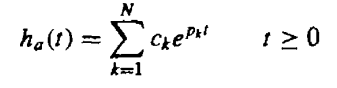 h_a(t) = \sum_{k=1}^{N} c_k e^{p_k t}    t ≥ 0